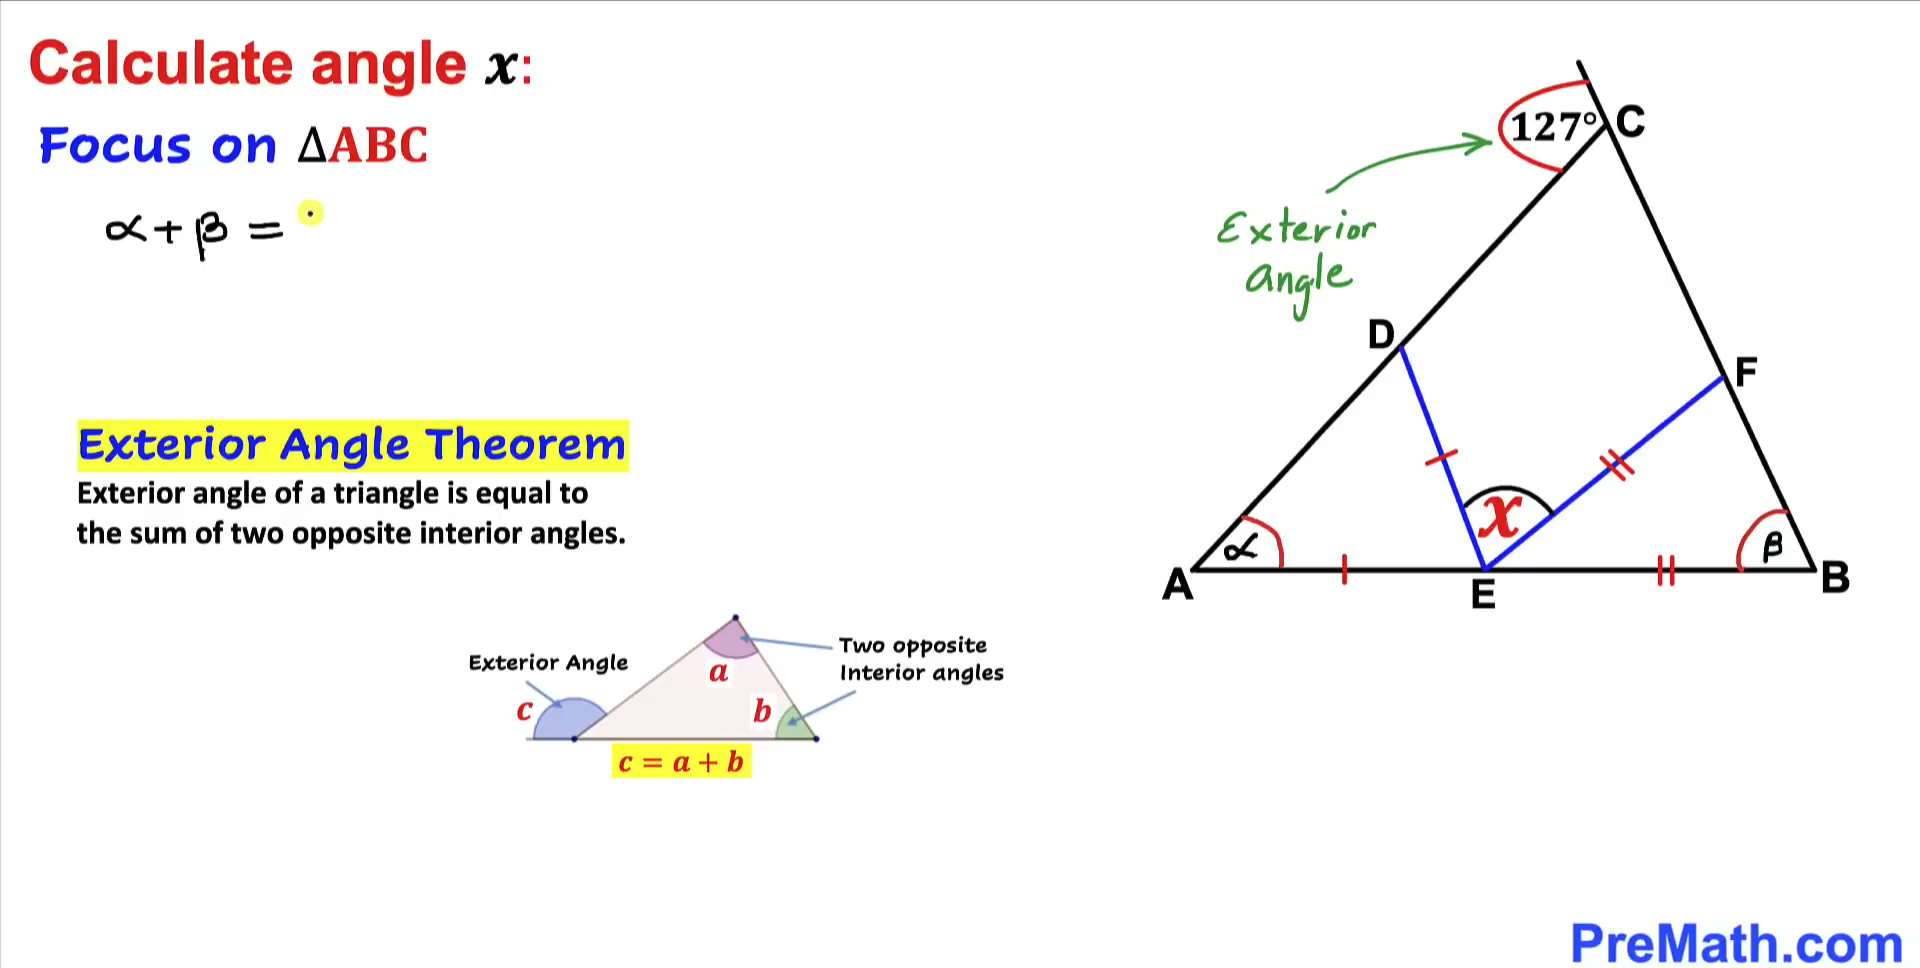 Calculate angle x:
Focus on ΔABC
α + β =
Exterior Angle Theorem
Exterior angle of a triangle is equal to
the sum of two opposite interior angles.
Exterior Angle
c
a
b
Two opposite
Interior angles
c = a + b
127°
C
Exterior
angle
D
F
x
α
β
A
E
B
PreMath.com